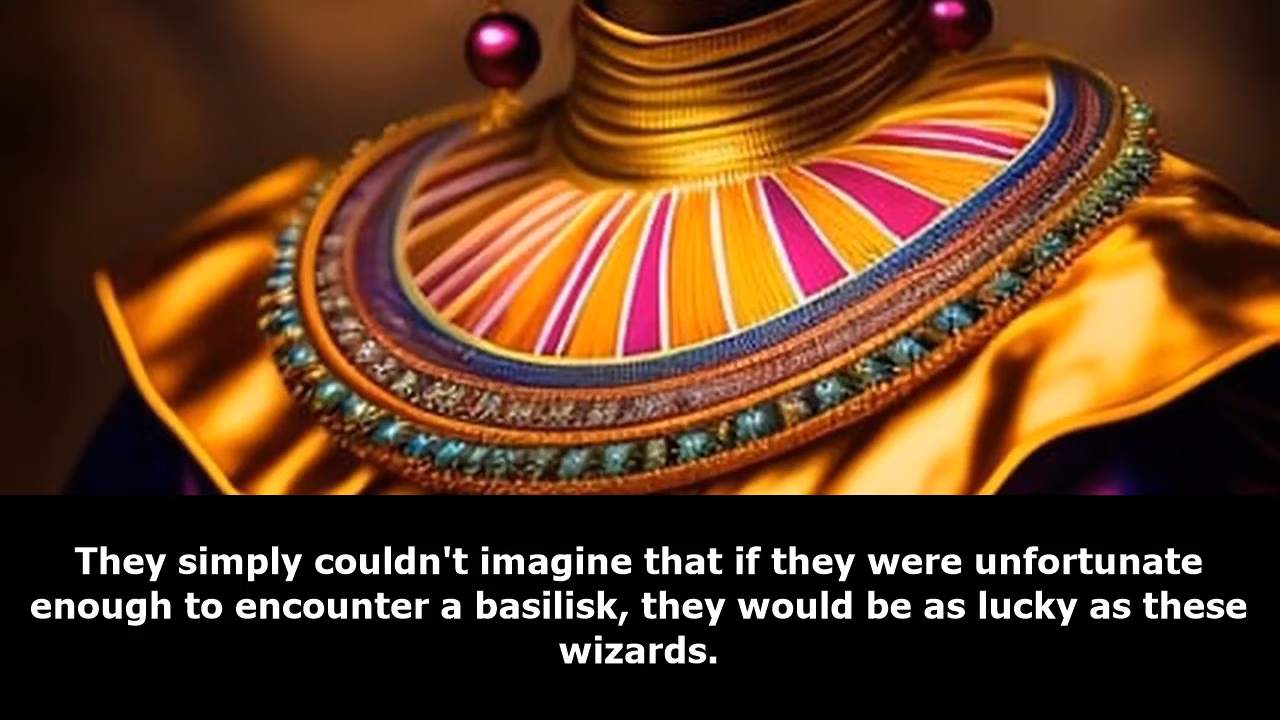 They simply couldn't imagine that if they were unfortunate
enough to encounter a basilisk, they would be as lucky as these
wizards.